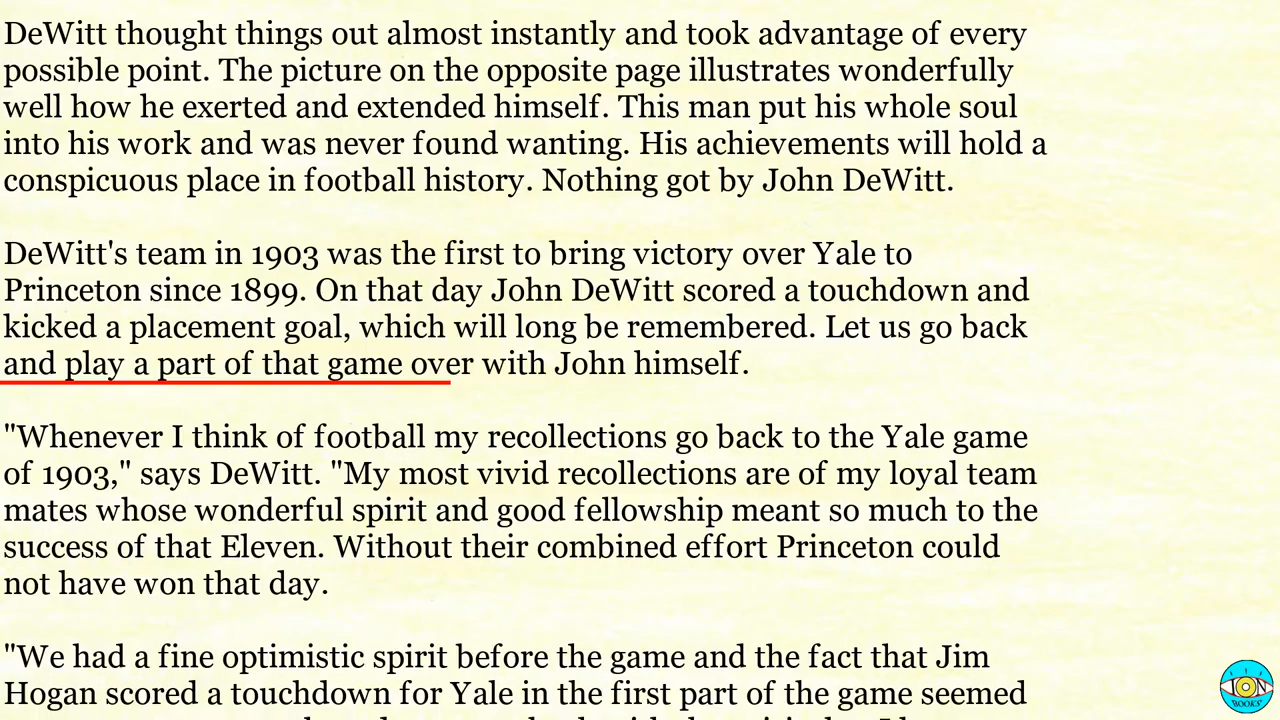 DeWitt thought things out almost instantly and took advantage of every
possible point. The picture on the opposite page illustrates wonderfully
well how he exerted and extended himself. This man put his whole soul
into his work and was never found wanting. His achievements will hold a
conspicuous place in football history. Nothing got by John DeWitt.
DeWitt's team in 1903 was the first to bring victory over Yale to
Princeton since 1899. On that day John DeWitt scored a touchdown and
kicked a placement goal, which will long be remembered. Let us go back
and play a part of that game over with John himself.
"Whenever I think of football my recollections go back to the Yale game
of 1903," says DeWitt. "My most vivid recollections are of my loyal team
mates whose wonderful spirit and good fellowship meant so much to the
success of that Eleven. Without their combined effort Princeton could
not have won that day.
"We had a fine optimistic spirit before the game and the fact that Jim
Hogan scored a touchdown for Yale in the first part of the game seemed
ION
BOOKS